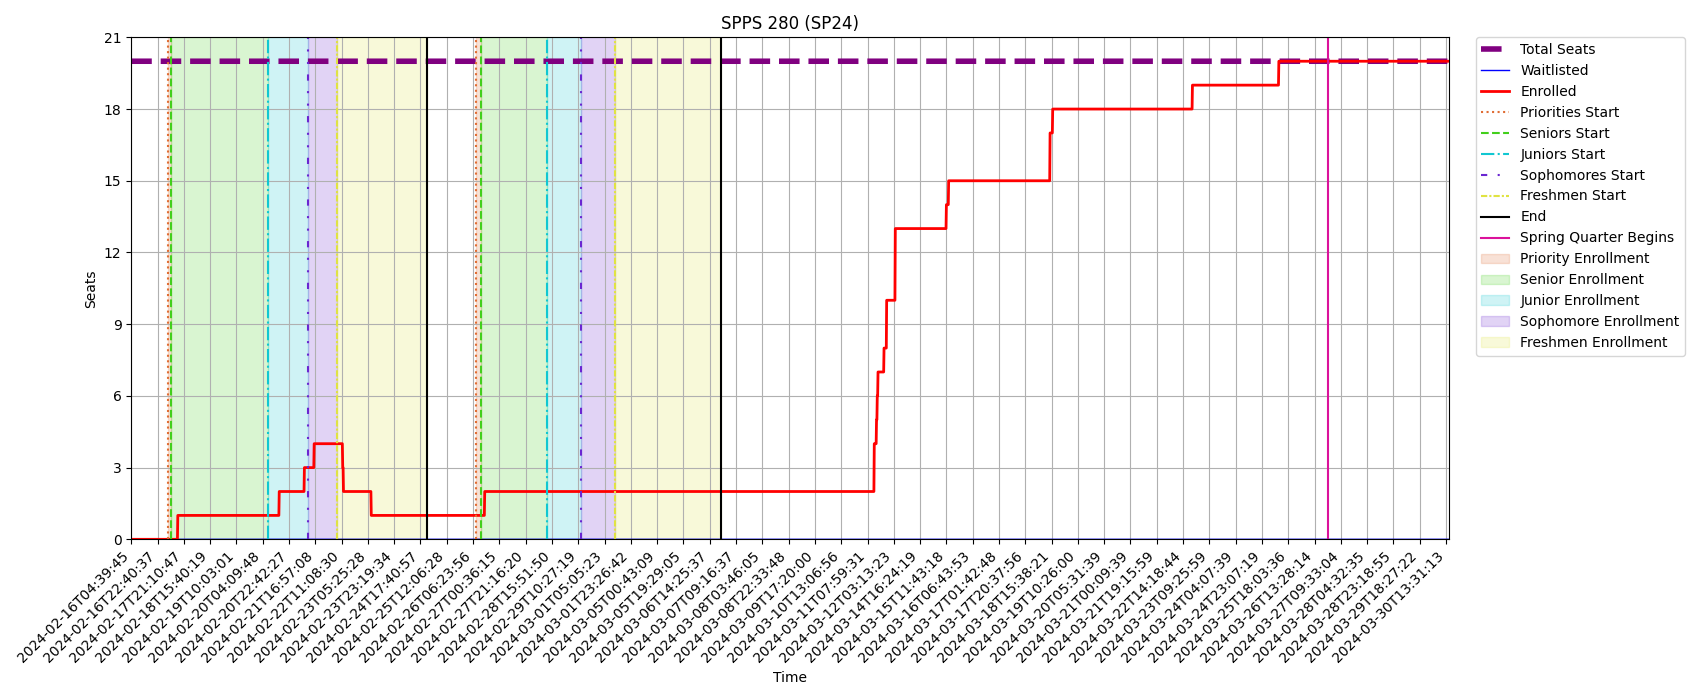 SPPS 280 (SP24)
21
18
15
12
9
6
3
0
Seats
2024-02-16T04:39:45
2024-02-16T22:40:37
2024-02-17T21:10:47
2024-02-18T15:40:19
2024-02-19T10:03:01
2024-02-20T04:09:48
2024-02-20T22:42:27
2024-02-21T16:57:08
2024-02-22T11:08:30
2024-02-23T05:25:28
2024-02-23T23:19:34
2024-02-24T17:40:57
2024-02-25T12:06:28
2024-02-26T06:23:56
2024-02-27T00:36:15
2024-02-27T21:16:20
2024-02-28T15:51:50
2024-02-29T10:27:19
2024-03-01T05:05:23
2024-03-01T23:26:42
2024-03-05T00:43:09
2024-03-05T19:29:05
2024-03-06T14:25:37
2024-03-07T09:16:37
2024-03-08T03:46:05
2024-03-08T22:33:48
2024-03-09T17:20:00
2024-03-10T13:06:56
2024-03-11T07:59:31
2024-03-12T03:13:23
2024-03-14T16:24:19
2024-03-15T11:43:18
2024-03-16T06:43:53
2024-03-17T01:42:48
2024-03-17T20:37:56
2024-03-18T15:38:21
2024-03-19T10:26:00
2024-03-20T05:31:39
2024-03-21T00:09:39
2024-03-21T19:15:59
2024-03-22T14:18:44
2024-03-23T09:25:59
2024-03-24T04:07:39
2024-03-24T23:07:19
2024-03-25T18:03:36
2024-03-26T13:28:14
2024-03-27T09:33:04
2024-03-28T04:32:35
2024-03-28T23:18:55
2024-03-29T18:27:22
2024-03-30T13:31:13
Time
Total Seats
Waitlisted
Enrolled
Priorities Start
Seniors Start
Juniors Start
Sophomores Start
Freshmen Start
End
Spring Quarter Begins
Priority Enrollment
Senior Enrollment
Junior Enrollment
Sophomore Enrollment
Freshmen Enrollment